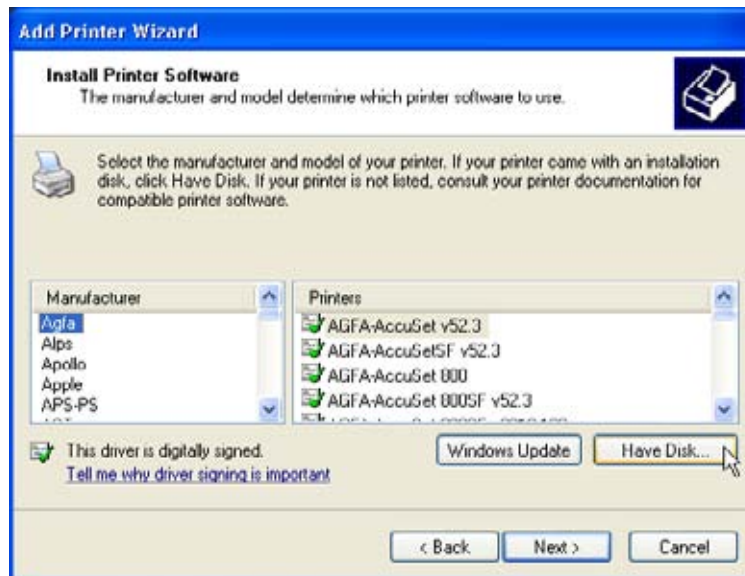 Add Printer Wizard
Install Printer Software
The manufacturer and model determine which printer software to use.
Select the manufacturer and model of your printer. If your printer came with an installation
disk, click Have Disk. If your printer is not listed, consult your printer documentation for
compatible printer software.
Manufacturer
Agfa
Alps
Apollo
Apple
APS-PS
Printers
AGFA-AccuSet v52.3
AGFA-AccuSetSF v52.3
AGFA-AccuSet 800
AGFA-AccuSet 800SF v52.3
This driver is digitally signed.
Tell me why driver signing is important
Windows Update
Have Disk...
< Back
Next >
Cancel